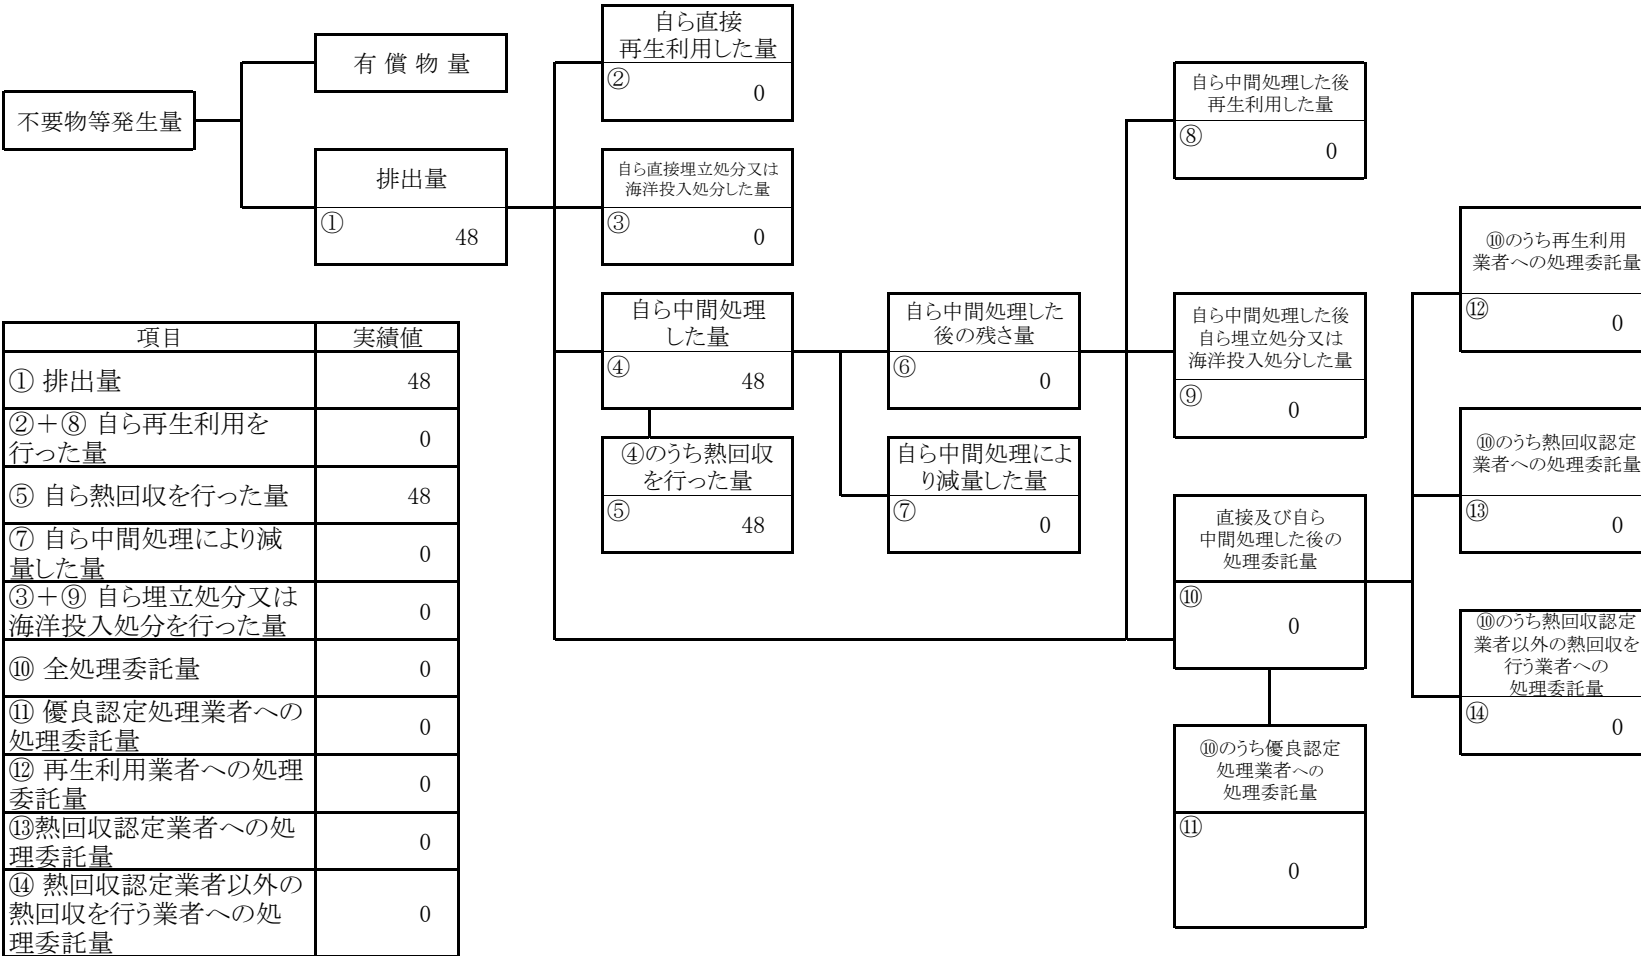 不要物等発生量
有 償 物 量
排出量
①
48
自ら直接
再生利用した量
②
0
自ら直接埋立処分又は
海洋投入処分した量
③
0
自ら中間処理
した量
④
48
④のうち熱回収
を行った量
⑤
48
自ら中間処理した
後の残さ量
⑥
0
自ら中間処理によ
り減量した量
⑦
0
自ら中間処理した後
再生利用した量
⑧
0
自ら中間処理した後
自ら埋立処分又は
海洋投入処分した量
⑨
0
直接及び自ら
中間処理した後の
処理委託量
⑩
0
⑩のうち優良認定
処理業者への
処理委託量
⑪
0
⑩のうち再生利用
業者への処理委託量
⑫
0
⑩のうち熱回収認定
業者への処理委託量
⑬
0
⑩のうち熱回収認定
業者以外の熱回収を
行う業者への
処理委託量
⑭
0
項目 実績値
① 排出量 48
②＋⑧ 自ら再生利用を
行った量 0
⑤ 自ら熱回収を行った量 48
⑦ 自ら中間処理により減
量した量 0
③＋⑨ 自ら埋立処分又は
海洋投入処分を行った量 0
⑩ 全処理委託量 0
⑪ 優良認定処理業者への
処理委託量 0
⑫ 再生利用業者への処理
委託量 0
⑬熱回収認定業者への処
理委託量 0
⑭ 熱回収認定業者以外の
熱回収を行う業者への処
理委託量 0